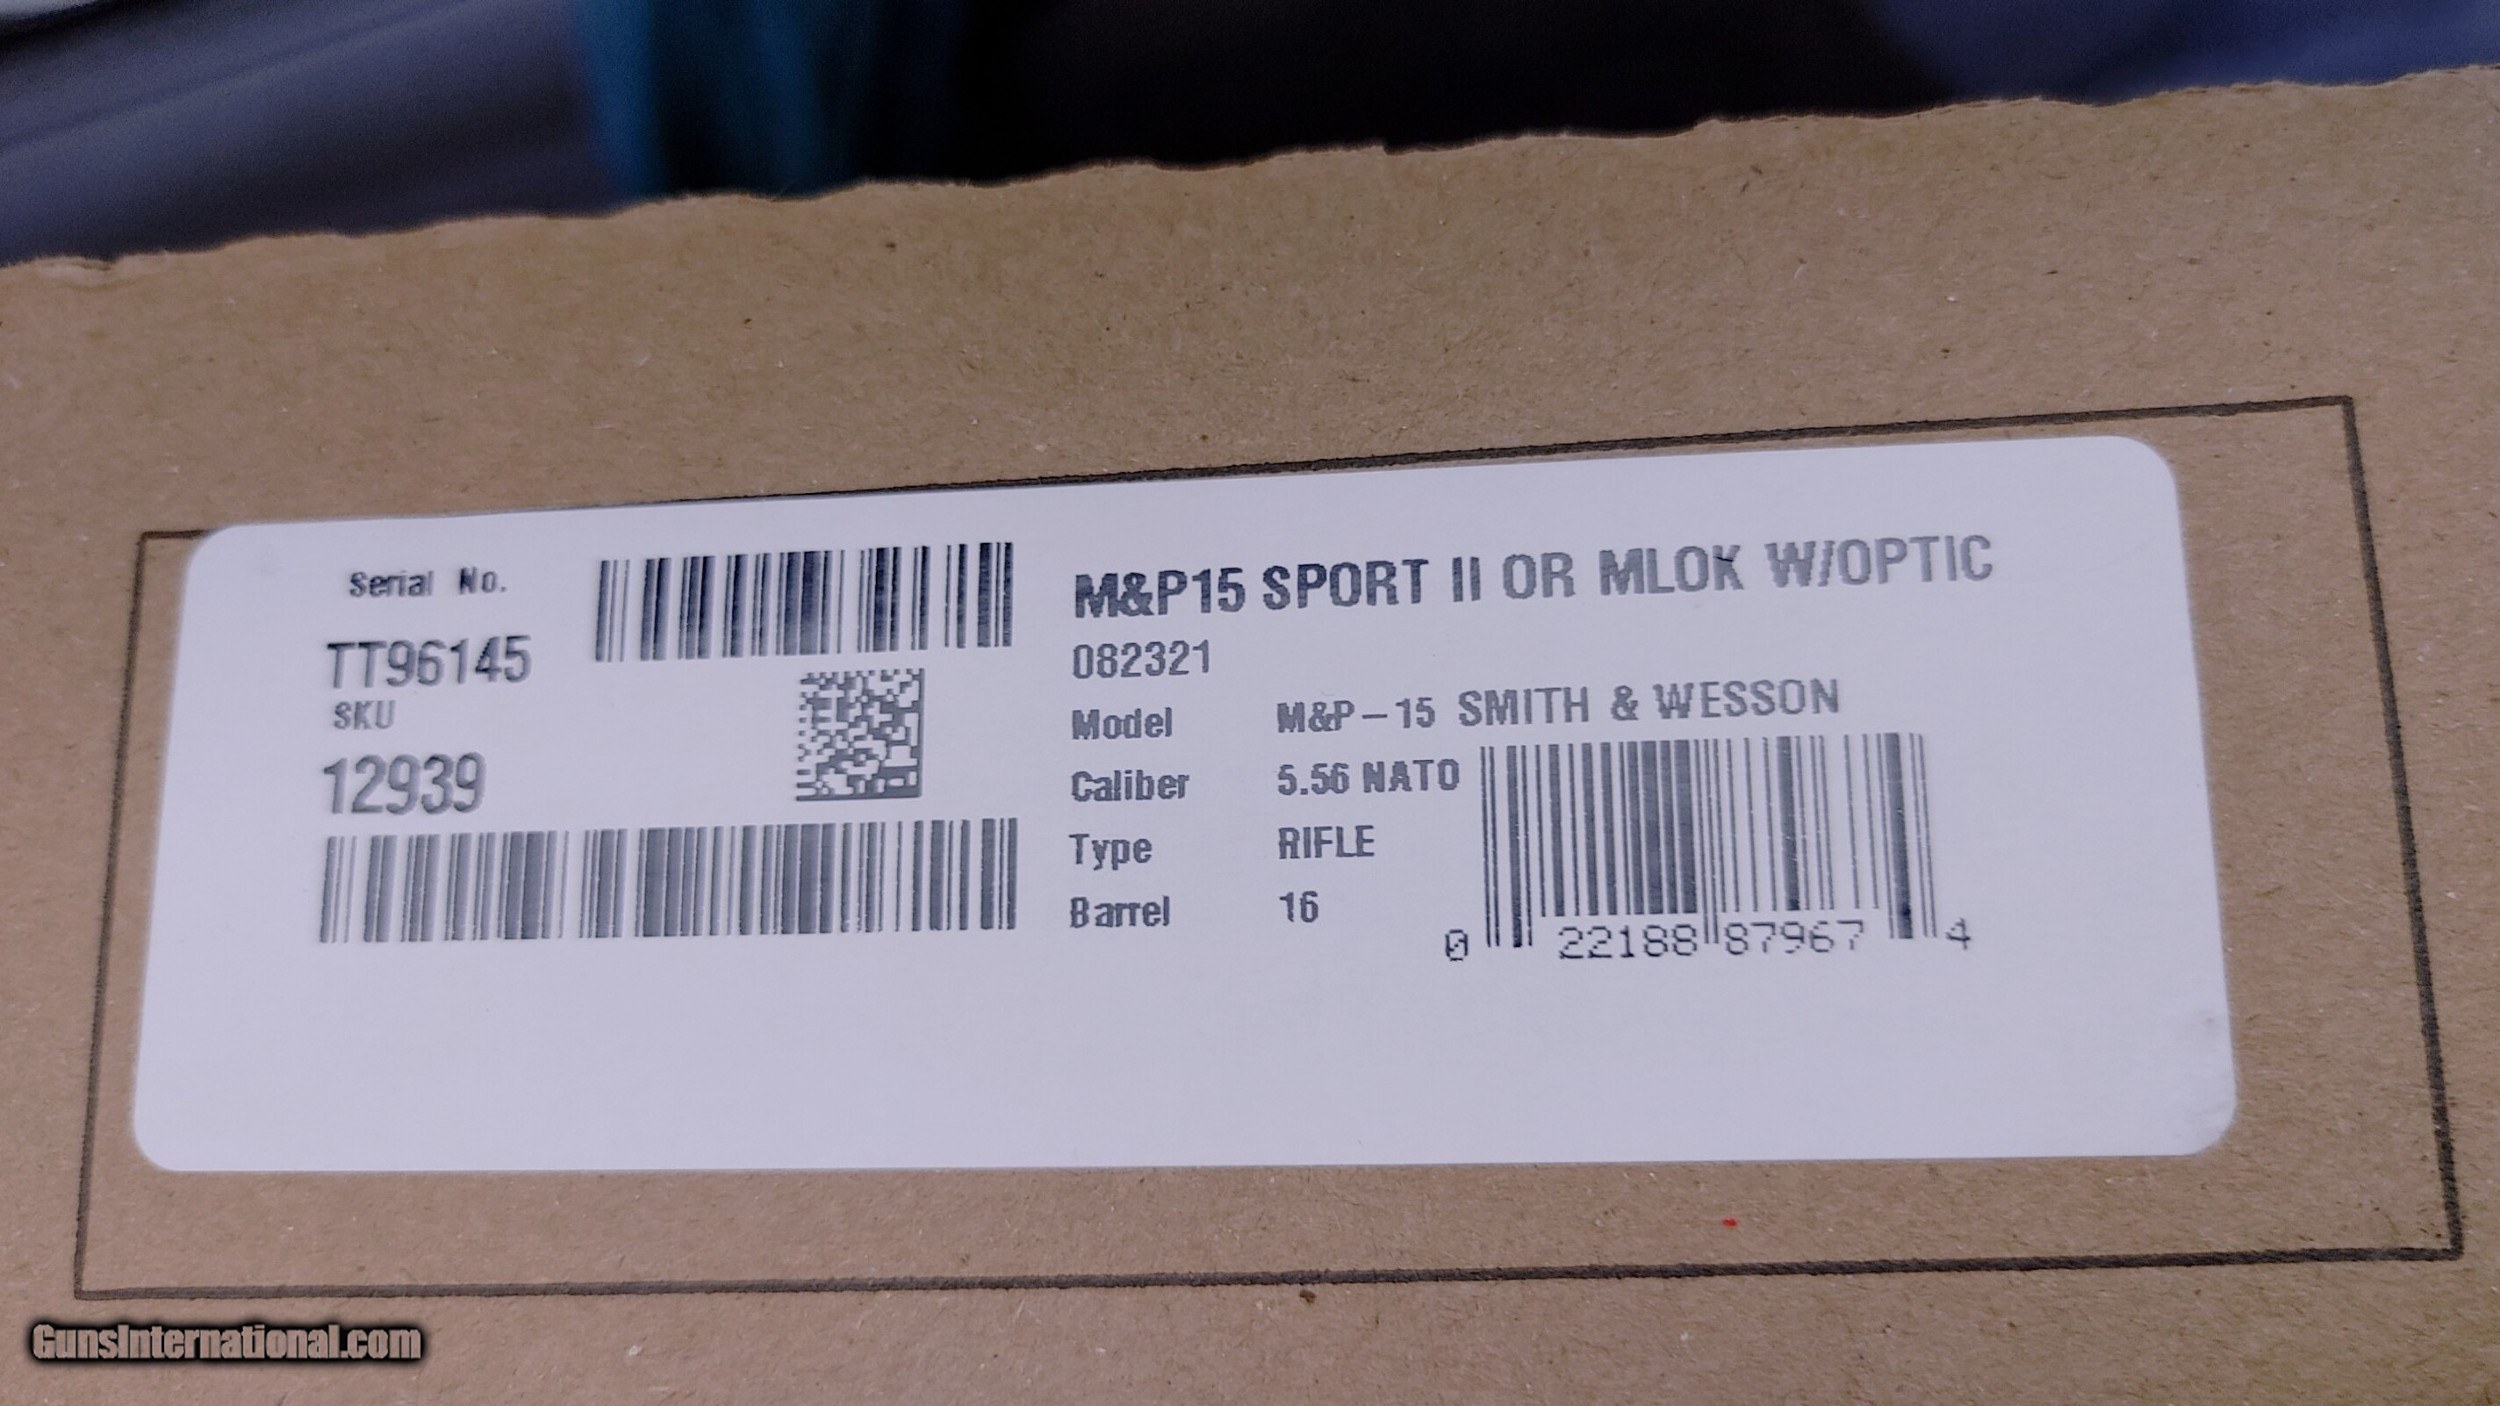 Serial No.
TT96145
SKU
12939
M&P15 SPORT II OR MLOK W/OPTIC
082321
Model M&P-15 SMITH & WESSON
Caliber 5.56 NATO
Type RIFLE
Barrel 16
0 22188 87967 4
GunsInternational.com